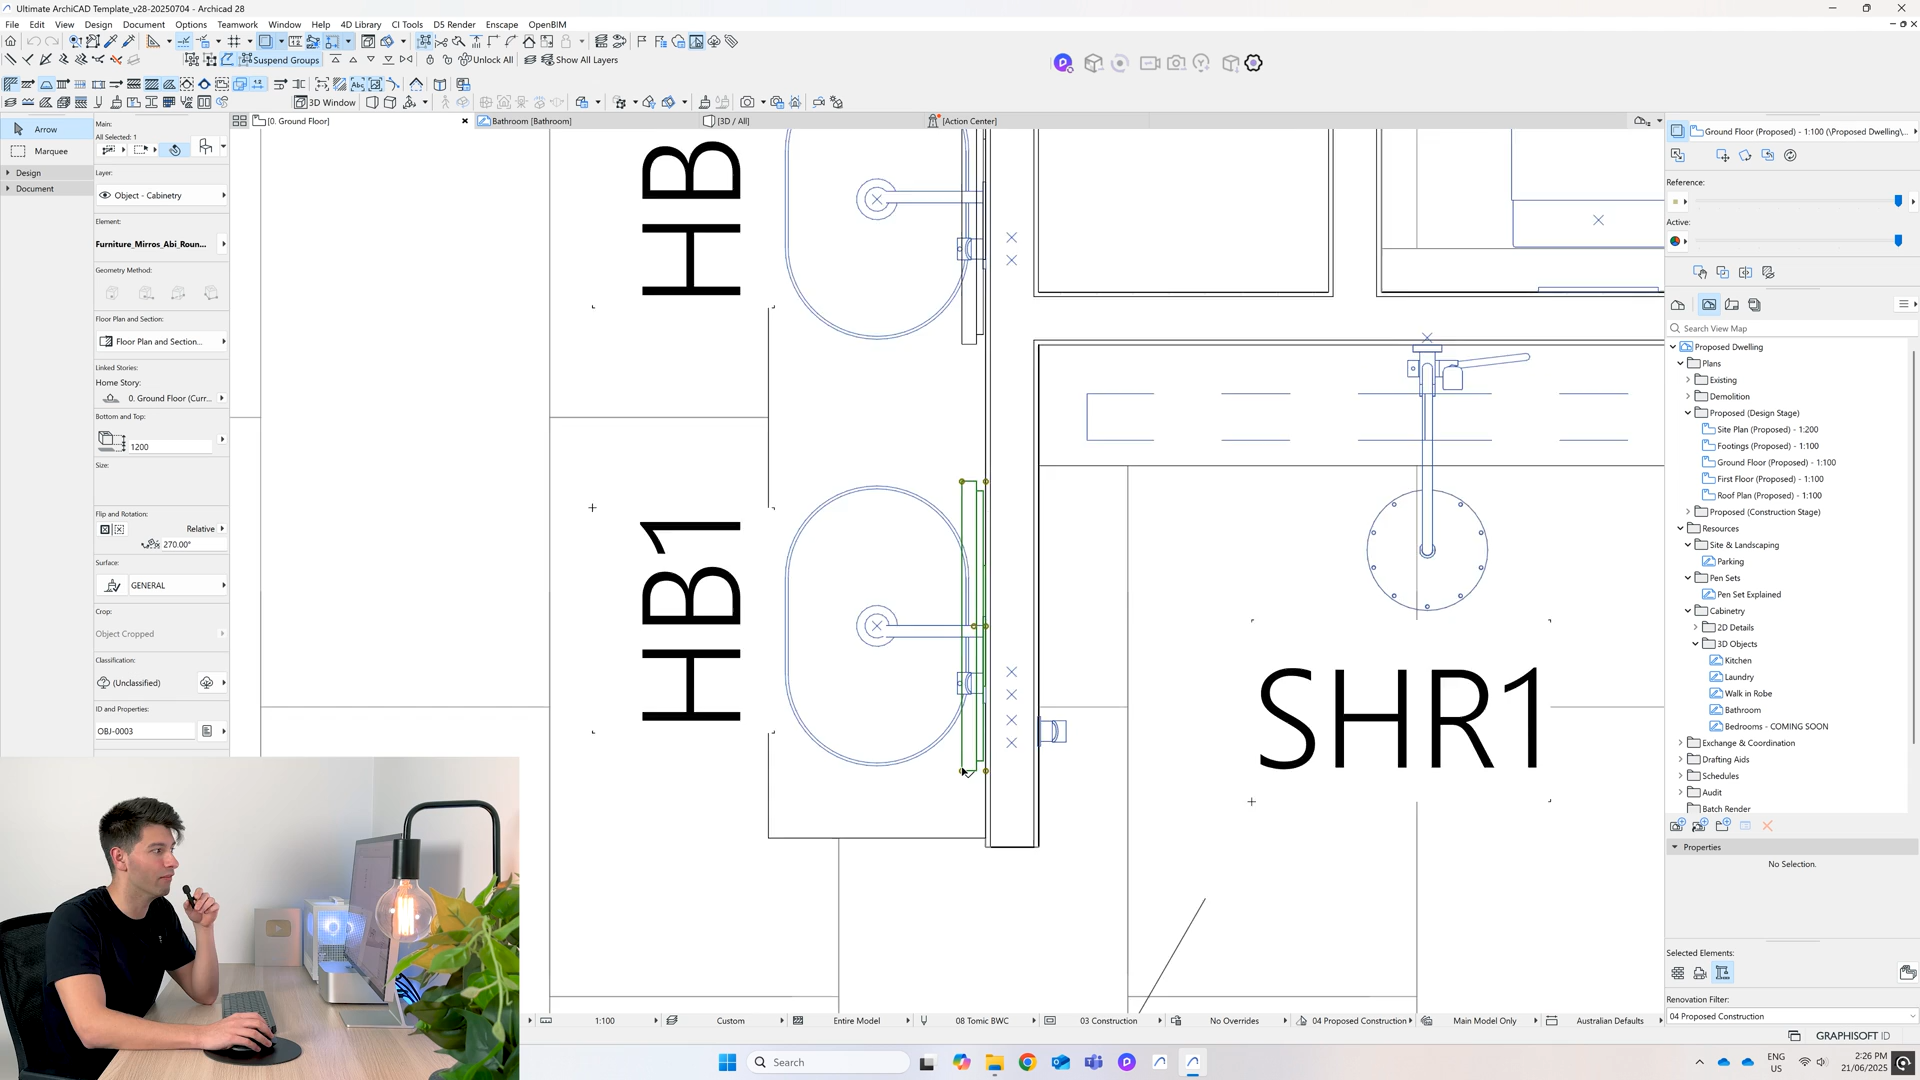 Ultimate ArchiCAD Template_v28-20250704 - Archicad 28
File Edit View Design Document Options Teamwork Window Help 4D Library CI Tools D5 Render Enscape OpenBIM
Suspend Groups
Unlock All
Show All Layers
3D Window
Arrow
Marquee
Design
Document
Main:
All Selected: 1
Layer:
Object - Cabinetry
Element:
Furniture_Mirros_Abi_Roun...
Geometry Method:
Floor Plan and Section:
Floor Plan and Section...
Linked Stories:
Home Story:
0. Ground Floor (Curr...
Bottom and Top:
1200
Size:
Flip and Rotation:
Relative
270.00°
Surface:
GENERAL
Crop:
Object Cropped
Classification:
(Unclassified)
ID and Properties:
OBJ-0003
[0. Ground Floor]
Bathroom [Bathroom]
[3D / All]
[Action Center]
HB
HB1
SHR1
Ground Floor (Proposed) - 1:100 (\Proposed Dwelling\...
Reference:
Active:
Search View Map
Proposed Dwelling
Plans
Existing
Demolition
Proposed (Design Stage)
Site Plan (Proposed) - 1:200
Footings (Proposed) - 1:100
Ground Floor (Proposed) - 1:100
First Floor (Proposed) - 1:100
Roof Plan (Proposed) - 1:100
Proposed (Construction Stage)
Resources
Site & Landscaping
Parking
Pen Sets
Pen Set Explained
Cabinetry
2D Details
3D Objects
Kitchen
Laundry
Walk in Robe
Bathroom
Bedrooms - COMING SOON
Exchange & Coordination
Drafting Aids
Schedules
Audit
Batch Render
Properties
No Selection.
Selected Elements:
Renovation Filter:
04 Proposed Construction
1:100
Custom
Entire Model
08 Tomic BWC
03 Construction
No Overrides
04 Proposed Construction
Main Model Only
Australian Defaults
GRAPHISOFT ID
Search
ENG
US
2:26 PM
21/06/2025